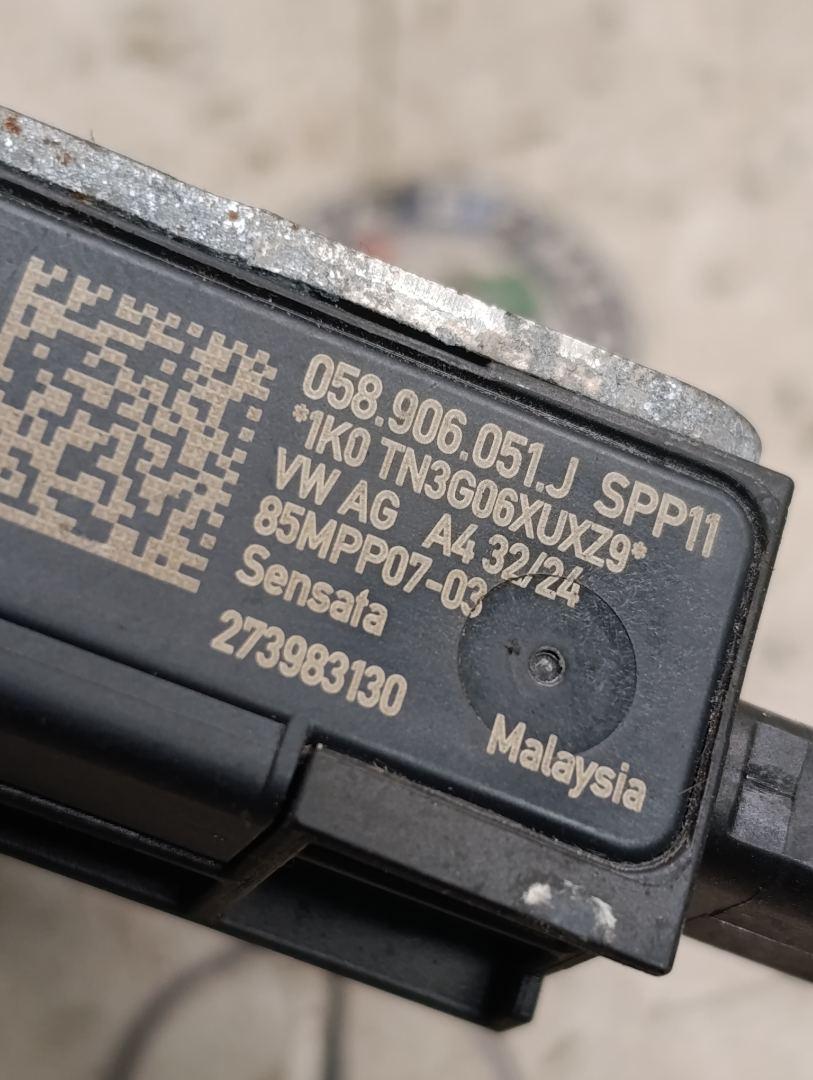 058.906.051.J SPP11
*1K0 TN3G06XUXZ9*
VW AG A4 32/24
85MPP07-03
Sensata
273983130
Malaysia